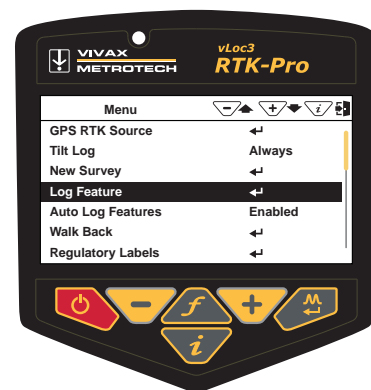 VIVAX
METROTECH
vLoc3
RTK-Pro
Menu - + i
GPS RTK Source
Tilt Log Always
New Survey
Log Feature
Auto Log Features Enabled
Walk Back
Regulatory Labels
- f +
i